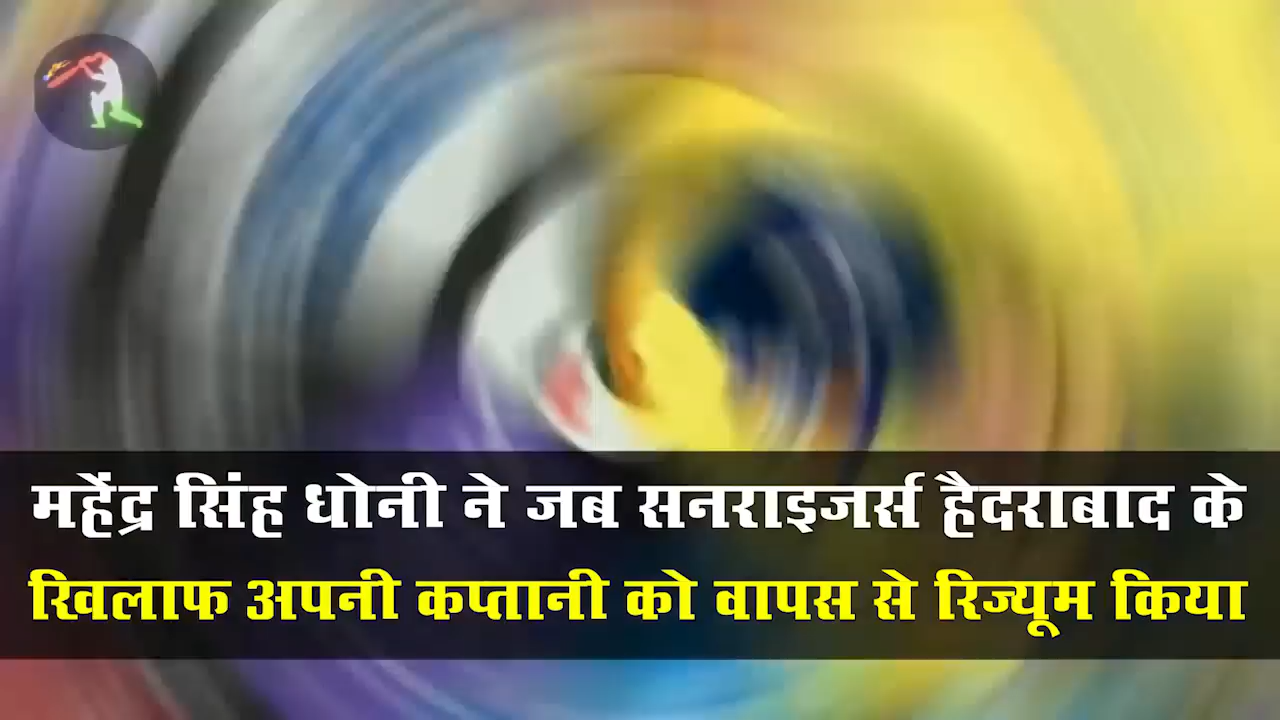 महेंद्र सिंह धोनी ने जब सनराइजर्स हैदराबाद के
खिलाफ अपनी कप्तानी को वापस से रिज्यूम किया